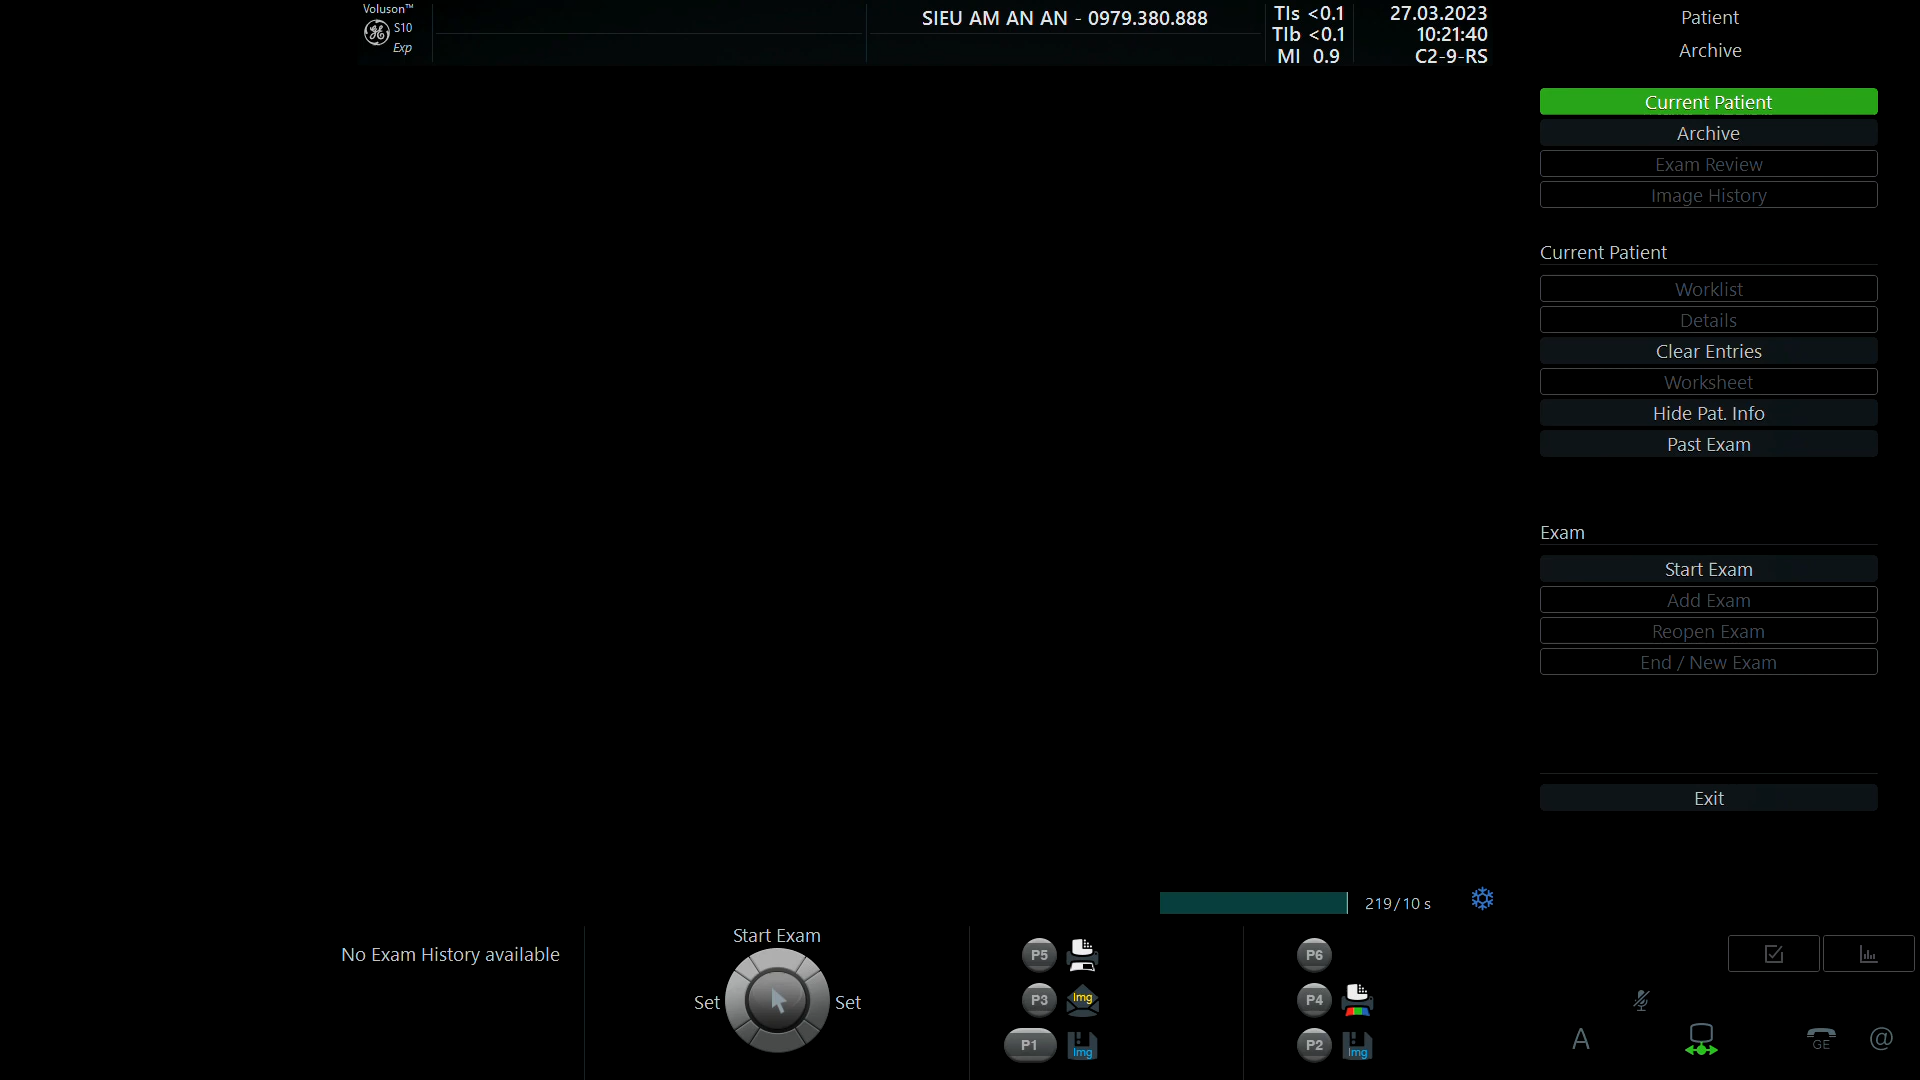 Voluson™
S10
Exp
SIEU AM AN AN - 0979.380.888
TIs <0.1
TIb <0.1
MI 0.9
27.03.2023
10:21:40
C2-9-RS
Patient
Archive
Current Patient
Archive
Exam Review
Image History
Current Patient
Worklist
Details
Clear Entries
Worksheet
Hide Pat. Info
Past Exam
Exam
Start Exam
Add Exam
Reopen Exam
End / New Exam
Exit
219/10 s
No Exam History available
Start Exam
Set
Set
P5
P3
Img
P1
Img
P6
P4
P2
Img
A
GE
@